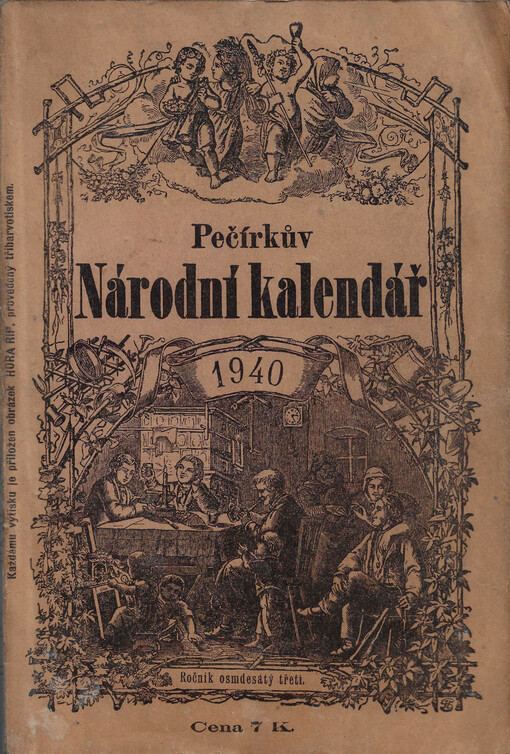 Pečírkův
Národní kalendář
1940
Ročník osmdesátý třetí.
Cena 7 K.
Každému výtisku je přiložen obrázek HORA ŘÍP, provedený tříbarvotiskem.